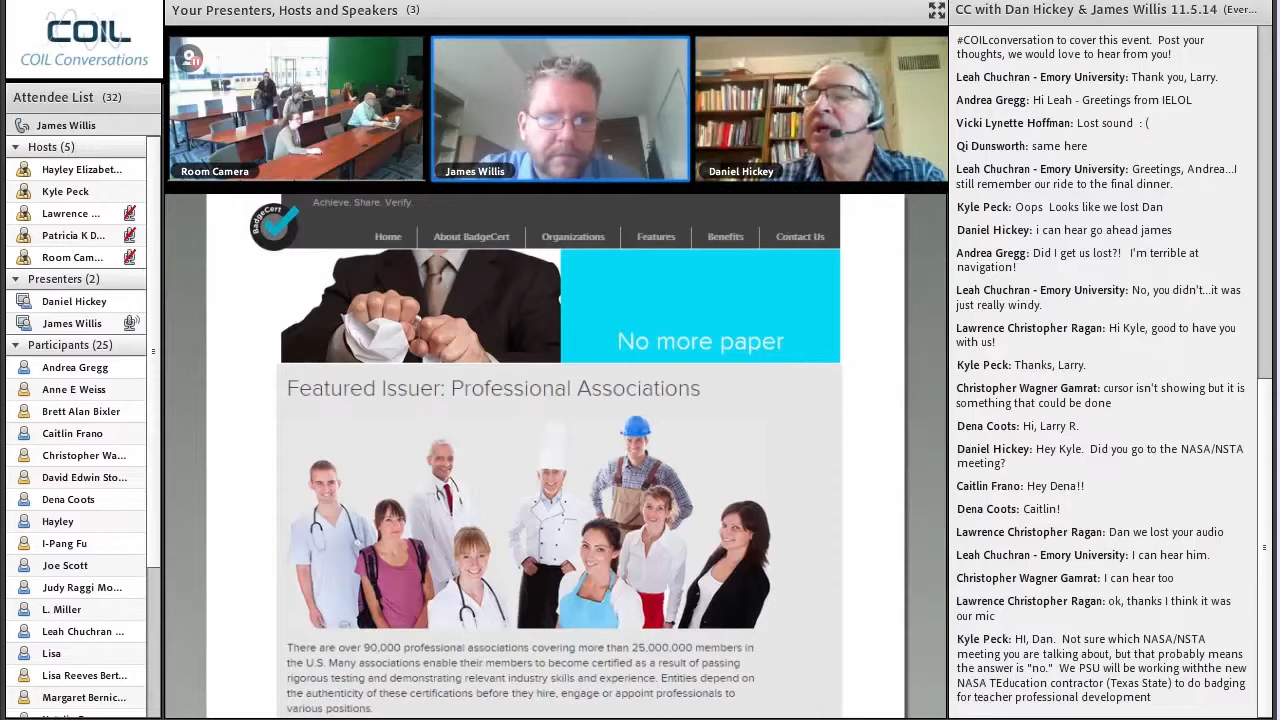 COIL
COIL Conversations
Attendee List (32)
James Willis
Hosts (5)
Hayley Elizabet...
Kyle Peck
Lawrence ...
Patricia K D...
Room Cam...
Presenters (2)
Daniel Hickey
James Willis
Participants (25)
Andrea Gregg
Anne E Weiss
Brett Alan Bixler
Caitlin Frano
Christopher Wa...
David Edwin Sto...
Dena Coots
Hayley
I-Pang Fu
Joe Scott
Judy Raggi Mo...
L. Miller
Leah Chuchran ...
Lisa
Lisa Reeves Bert...
Margaret Bernic...
Your Presenters, Hosts and Speakers (3)
Room Camera
James Willis
Daniel Hickey
BadgeCert
Achieve. Share. Verify.
Home
About BadgeCert
Organizations
Features
Benefits
Contact Us
No more paper
Featured Issuer: Professional Associations
There are over 90,000 professional associations covering more than 25,000,000 members in
the U.S. Many associations enable their members to become certified as a result of passing
rigorous testing and demonstrating relevant industry skills and experience. Entities depend on
the authenticity of these certifications before they hire, engage or appoint professionals to
various positions.
CC with Dan Hickey & James Willis 11.5.14 (Ever...
#COILconversation to cover this event. Post your
insights, we would love to hear from you!
Leah Chuchran - Emory University: Thank you, Larry.
Andrea Gregg: Hi Leah - Greetings from IELOL
Vicki Lynette Hoffman: Lost sound : (
Qi Dunsworth: same here
Leah Chuchran - Emory University: Greetings, Andrea...I
still remember our ride to the final dinner.
Kyle Peck: Oops Looks like we lost Dan
Daniel Hickey: i can hear go aead james
Andrea Gregg: Did I get us lost?! I'm terrible at
navigation!
Leah Chuchran - Emory University: No, you didn't...it was
just really windy.
Lawrence Christopher Ragan: Hi Kyle, good to have you
with us!
Kyle Peck: Thanks, Larry.
Christopher Wagner Gamrat: cursor isn't showing but it is
something that could be done
Dena Coots: Hi, Larry R.
Daniel Hickey: Hey Kyle. Did you go to the NASA/NSTA
meeting?
Caitlin Frano: Hey Dena!!
Dena Coots: Caitlin!
Lawrence Christopher Ragan: Dan we lost your audio
Leah Chuchran - Emory University: I can hear him.
Christopher Wagner Gamrat: I can hear too
Lawrence Christopher Ragan: ok, thanks I think it was
our mic
Kyle Peck: HI, Dan. Not sure which NASA/NSTA
meeting you are asking about, but that probably means
the answer is "no." We PSU will be working withthe new
NASA TEducation contractor (Texas State) to do badging
for teacher professional development